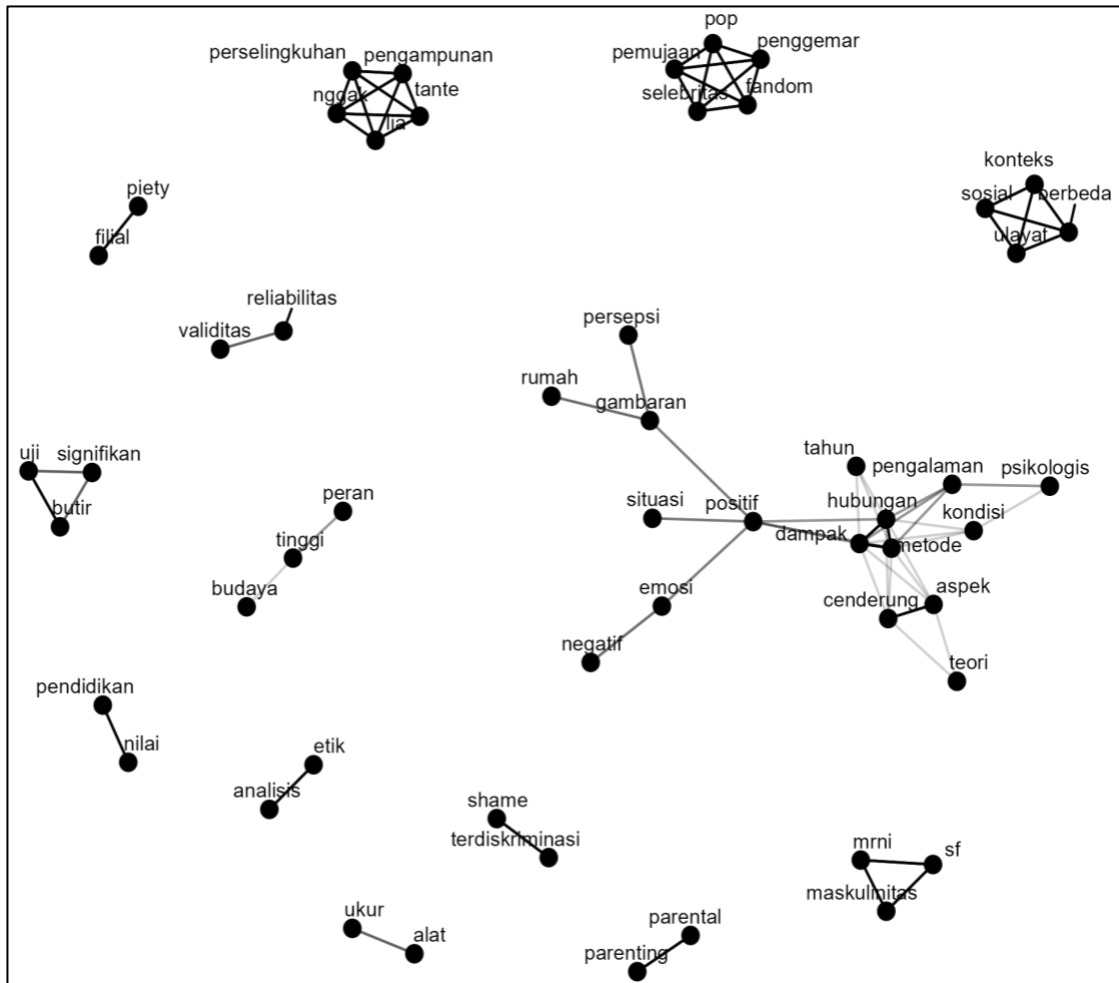 pop
perselingkuhan
pengampunan
pemujaan
penggemar
nggak
tante
selebritas
fandom
lia
konteks
sosial
berbeda
ulayat
piety
filial
reliabilitas
validitas
persepsi
rumah
gambaran
uji
signifikan
butir
tahun
pengalaman
psikologis
peran
situasi
positif
hubungan
kondisi
tinggi
dampak
metode
budaya
emosi
cenderung
aspek
negatif
teori
pendidikan
nilai
etik
analisis
shame
terdiskriminasi
mrni
sf
maskulinitas
ukur
alat
parental
parenting